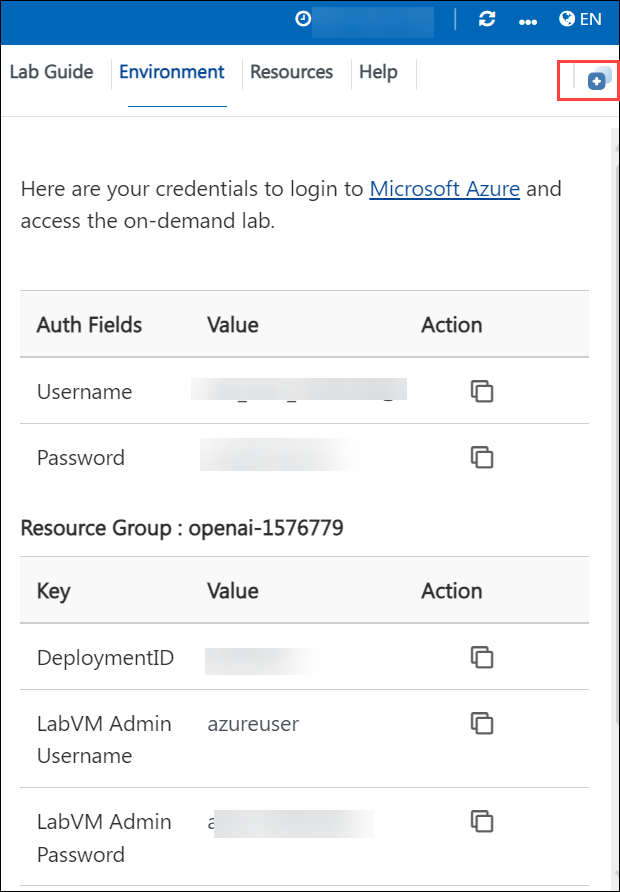 EN
Lab Guide Environment Resources Help
Here are your credentials to login to Microsoft Azure and
access the on-demand lab.
Auth Fields Value Action
Username
Password
Resource Group : openai-1576779
Key Value Action
DeploymentID
LabVM Admin azureuser
Username
LabVM Admin
Password